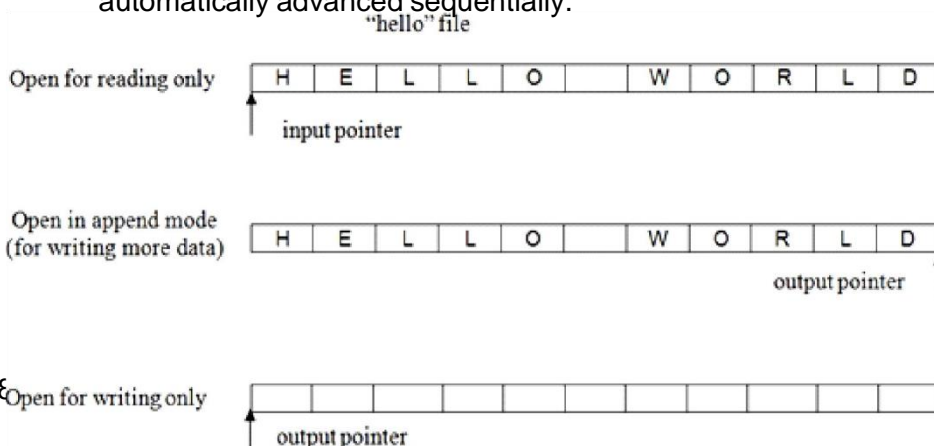 automatically advanced sequentially.
“hello” file
Open for reading only H E L L O W O R L D
input pointer
Open in append mode
(for writing more data) H E L L O W O R L D
output pointer
Open for writing only
output pointer